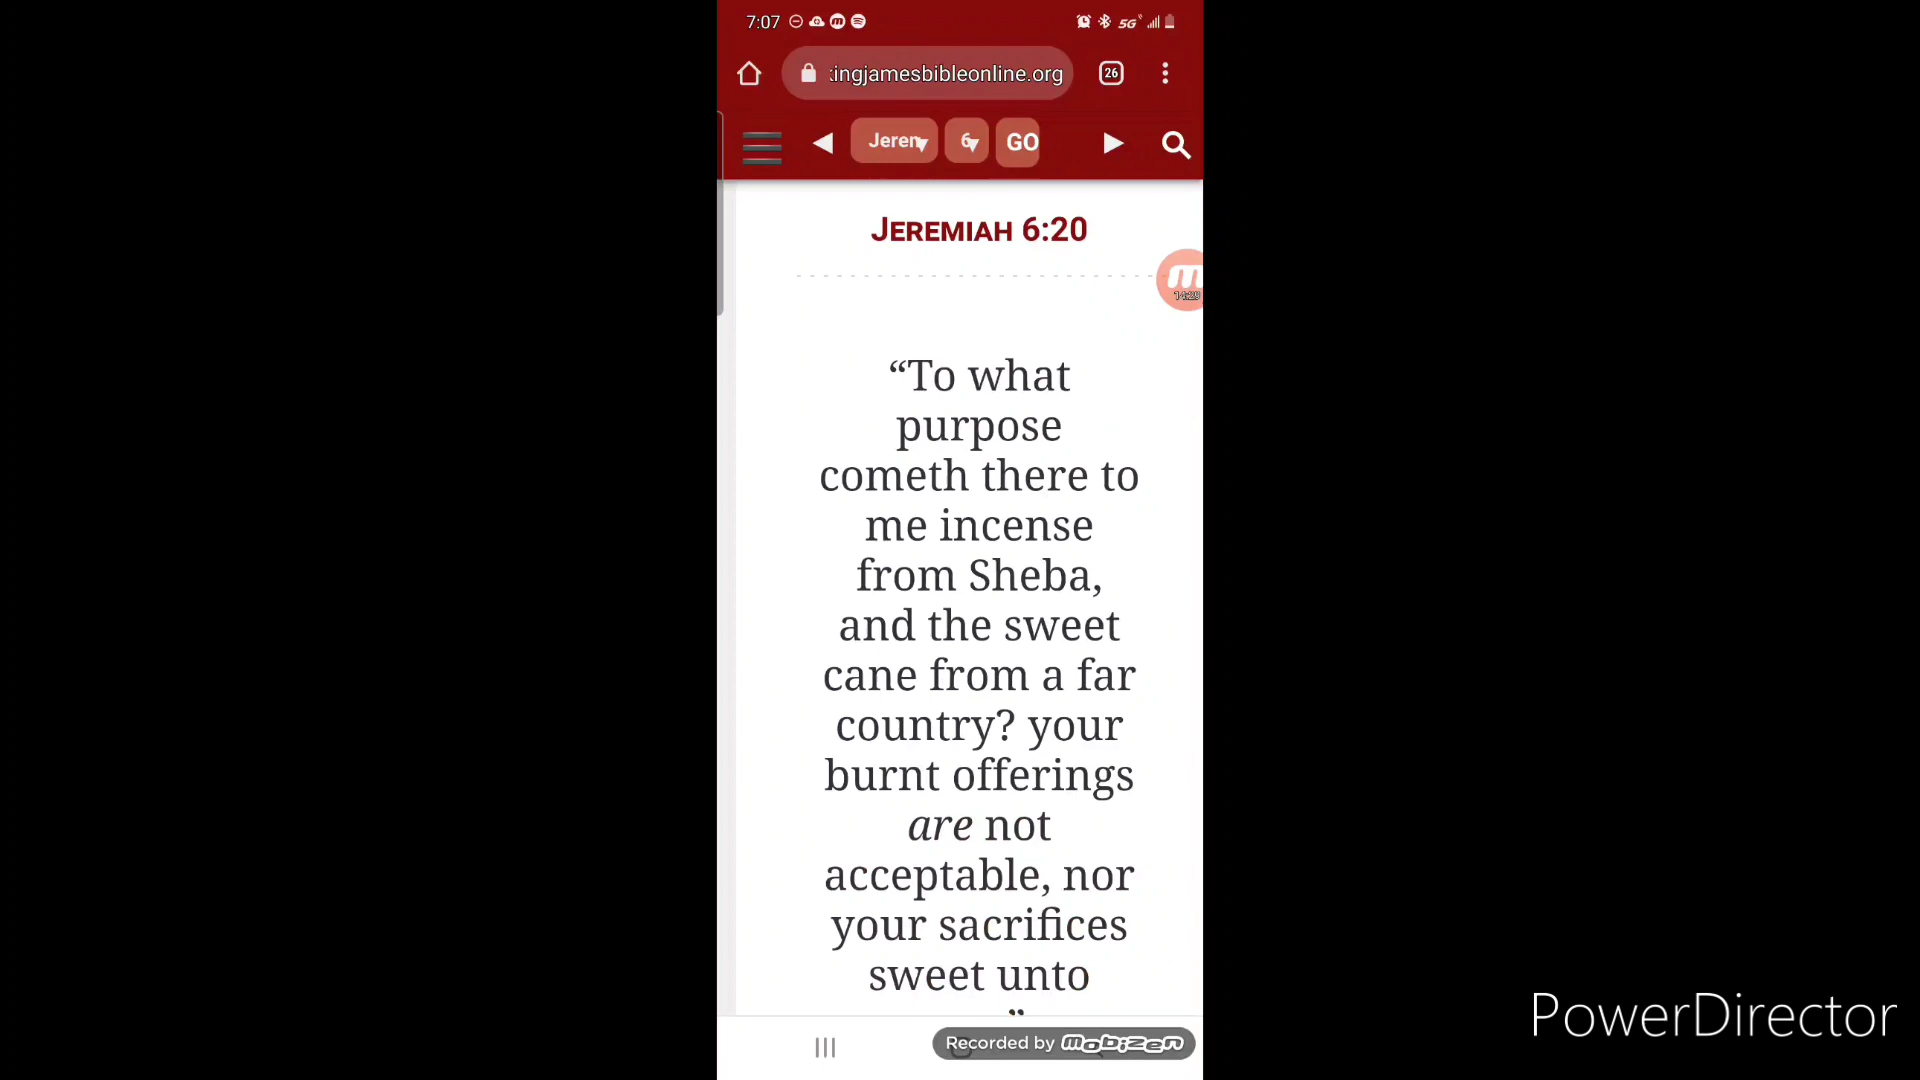 7:07 5G
:ingjamesbibleonline.org 26
Jerem 6 GO
JEREMIAH 6:20
14:29
“To what
purpose
cometh there to
me incense
from Sheba,
and the sweet
cane from a far
country? your
burnt offerings
are not
acceptable, nor
your sacrifices
sweet unto
”
Recorded by mobizen
PowerDirector